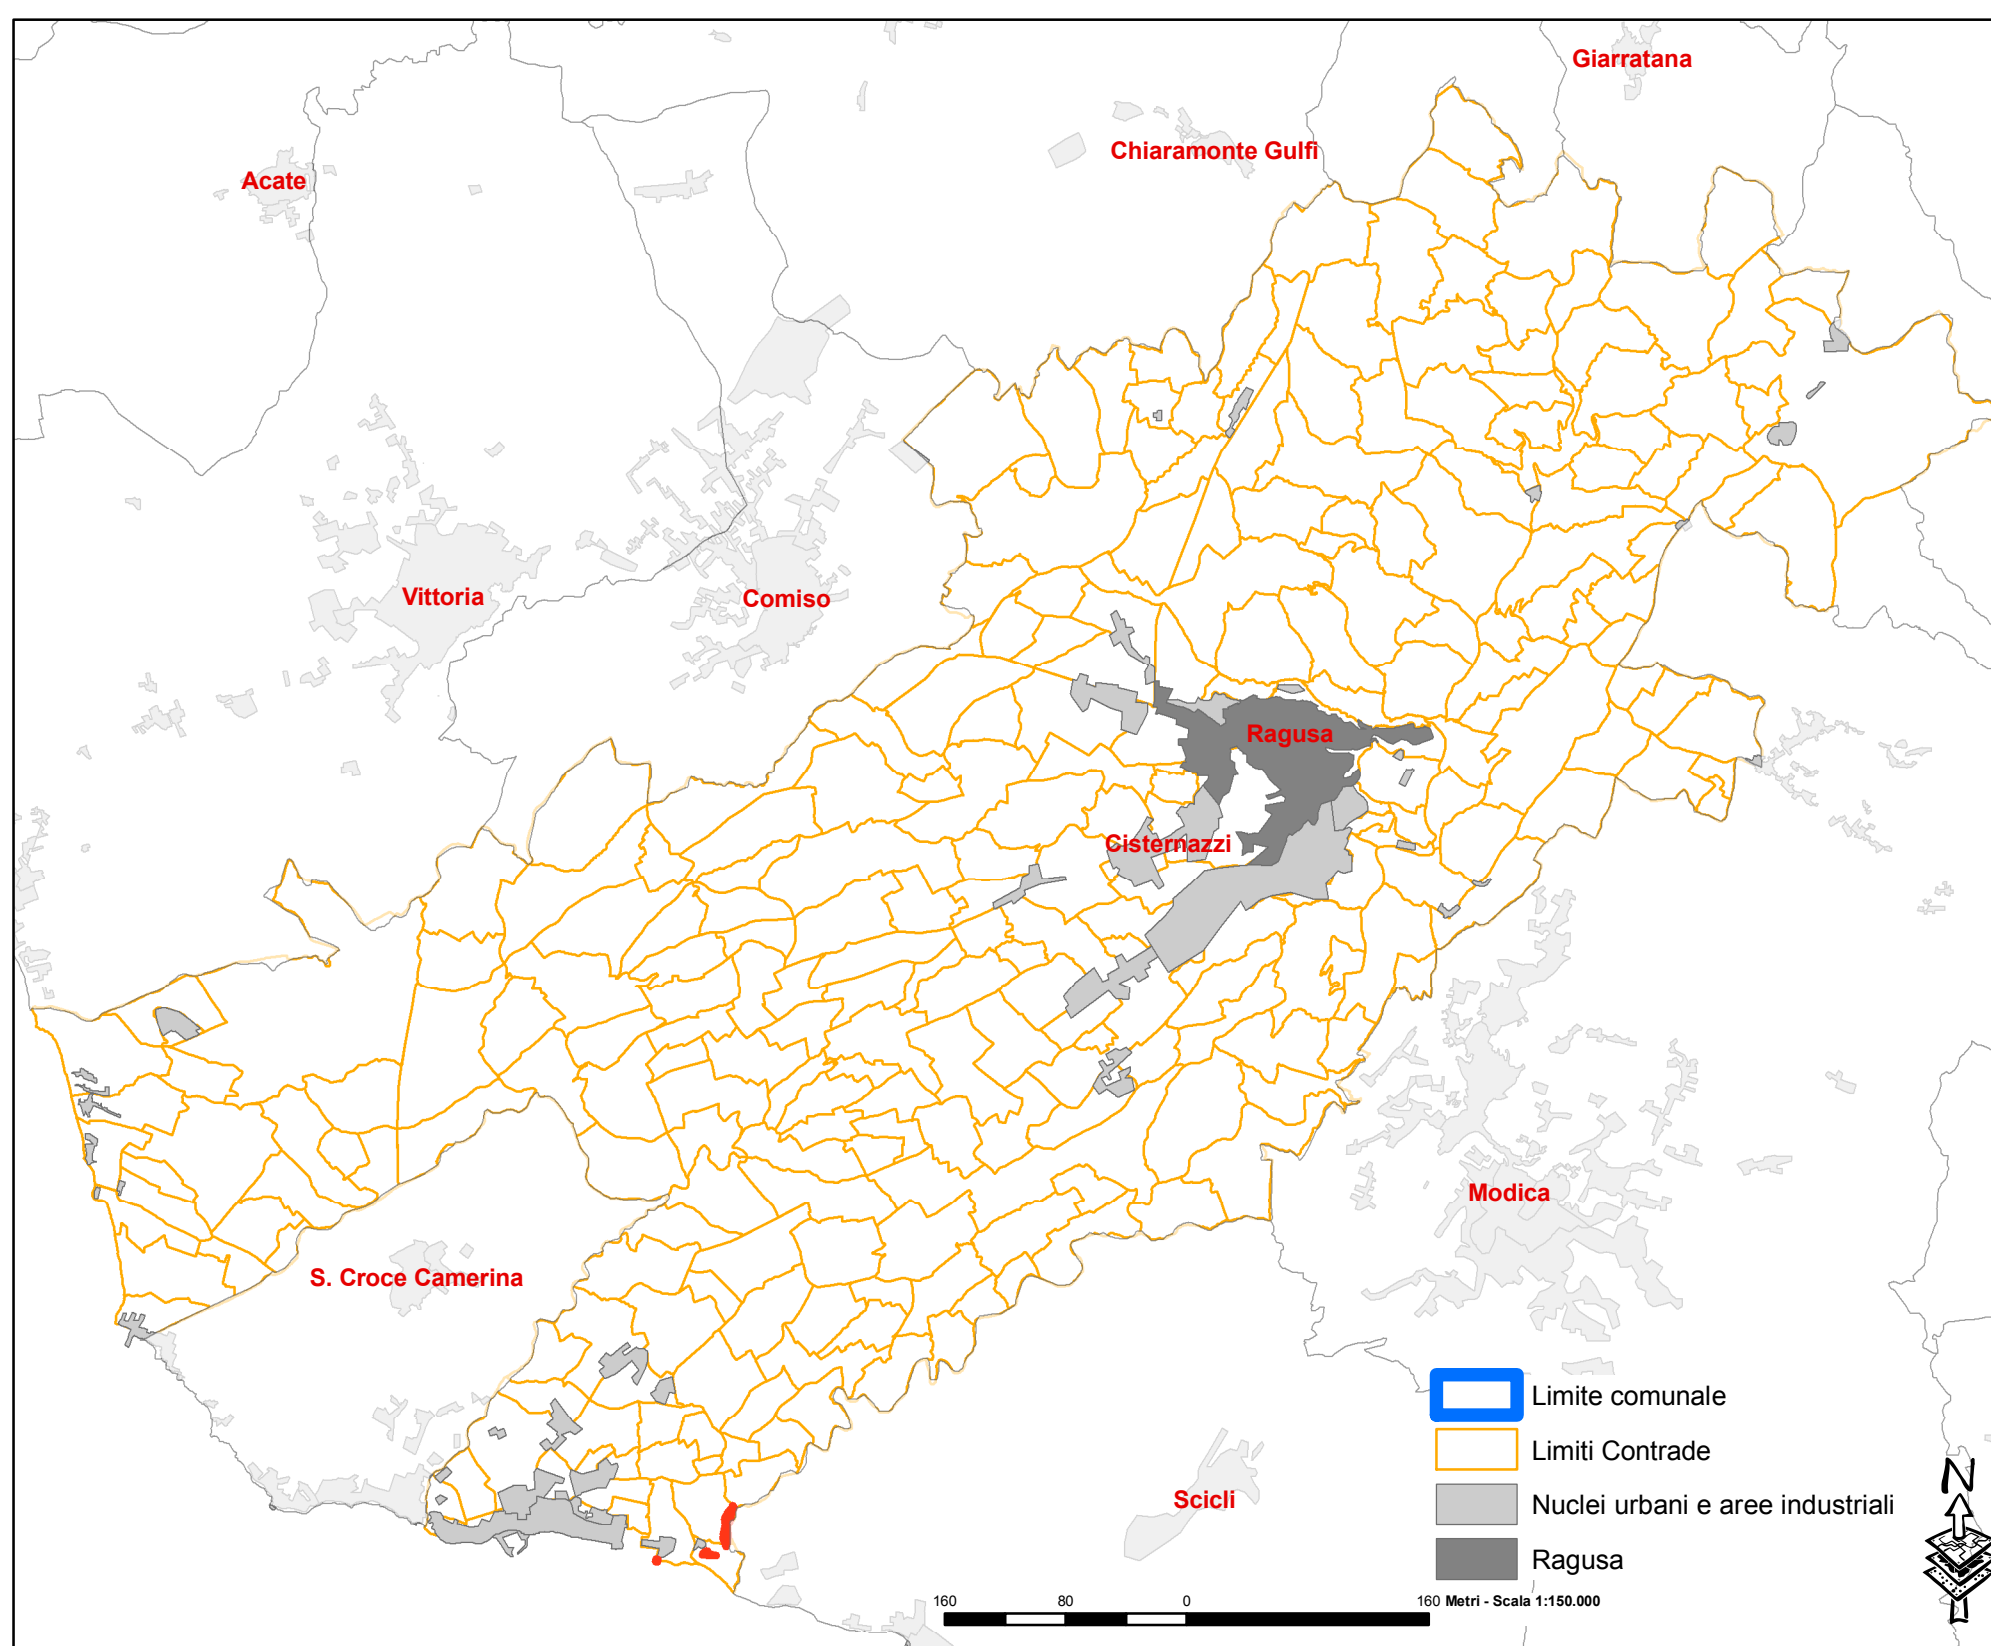 Giarratana
Chiaramonte Gulfi
Acate
Vittoria
Comiso
Ragusa
Cisternazzi
Modica
S. Croce Camerina
Scicli
Limite comunale
Limiti Contrade
Nuclei urbani e aree industriali
Ragusa
N
160 80 0 160 Metri - Scala 1:150.000